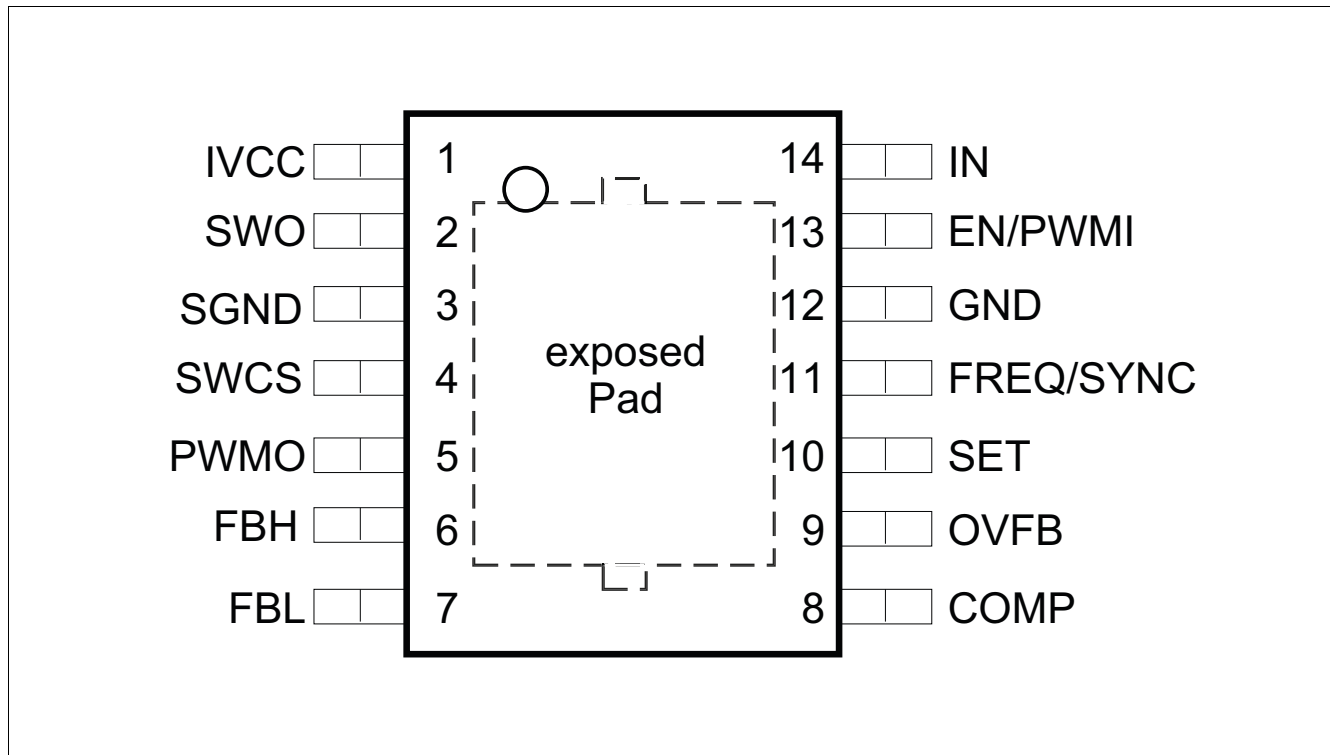 IVCC 1 14 IN
SWO 2 13 EN/PWMI
SGND 3 12 GND
SWCS 4 11 FREQ/SYNC
PWMO 5 10 SET
FBH 6 9 OVFB
FBL 7 8 COMP
exposed
Pad